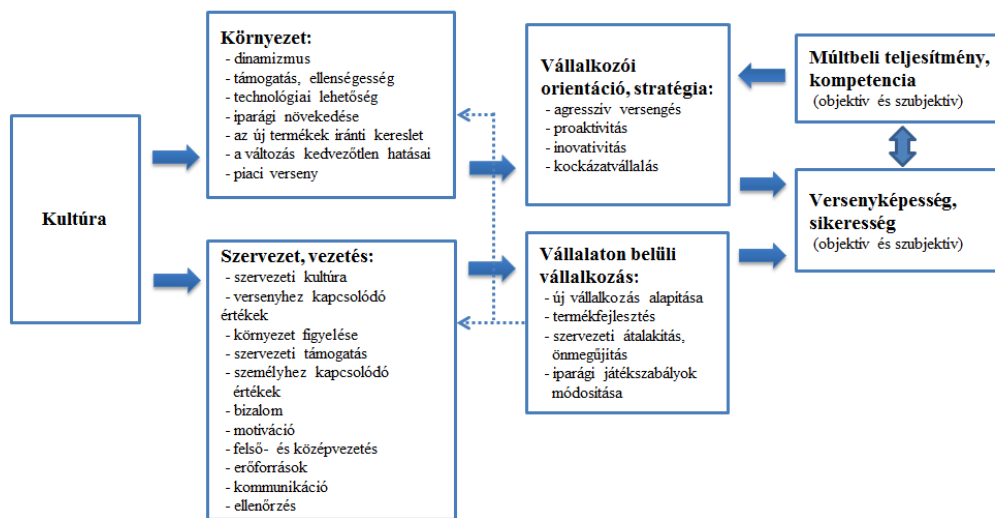 Kultúra
Környezet:
- dinamizmus
- támogatás, ellenségesség
- technológiai lehetőség
- iparági növekedése
- az új termékek iránti kereslet
- a változás kedvezőtlen hatásai
- piaci verseny
Szervezet, vezetés:
- szervezeti kultúra
- versenyhez kapcsolódó
értékek
- környezet figyelése
- szervezeti támogatás
- személyhez kapcsolódó
értékek
- bizalom
- motiváció
- felső- és középvezetés
- erőforrások
- kommunikáció
- ellenőrzés
Vállalkozói
orientáció, stratégia:
- agresszív versengés
- proaktivitás
- inovativitás
- kockázatvállalás
Vállalaton belüli
vállalkozás:
- új vállalkozás alapítása
- termékfejlesztés
- szervezeti átalakítás,
önmegűjítás
- iparági játékszabályok
módosítása
Múltbeli teljesítmény,
kompetencia
(objektív és szubjektív)
Versenyképesség,
sikeresség
(objektív és szubjektív)